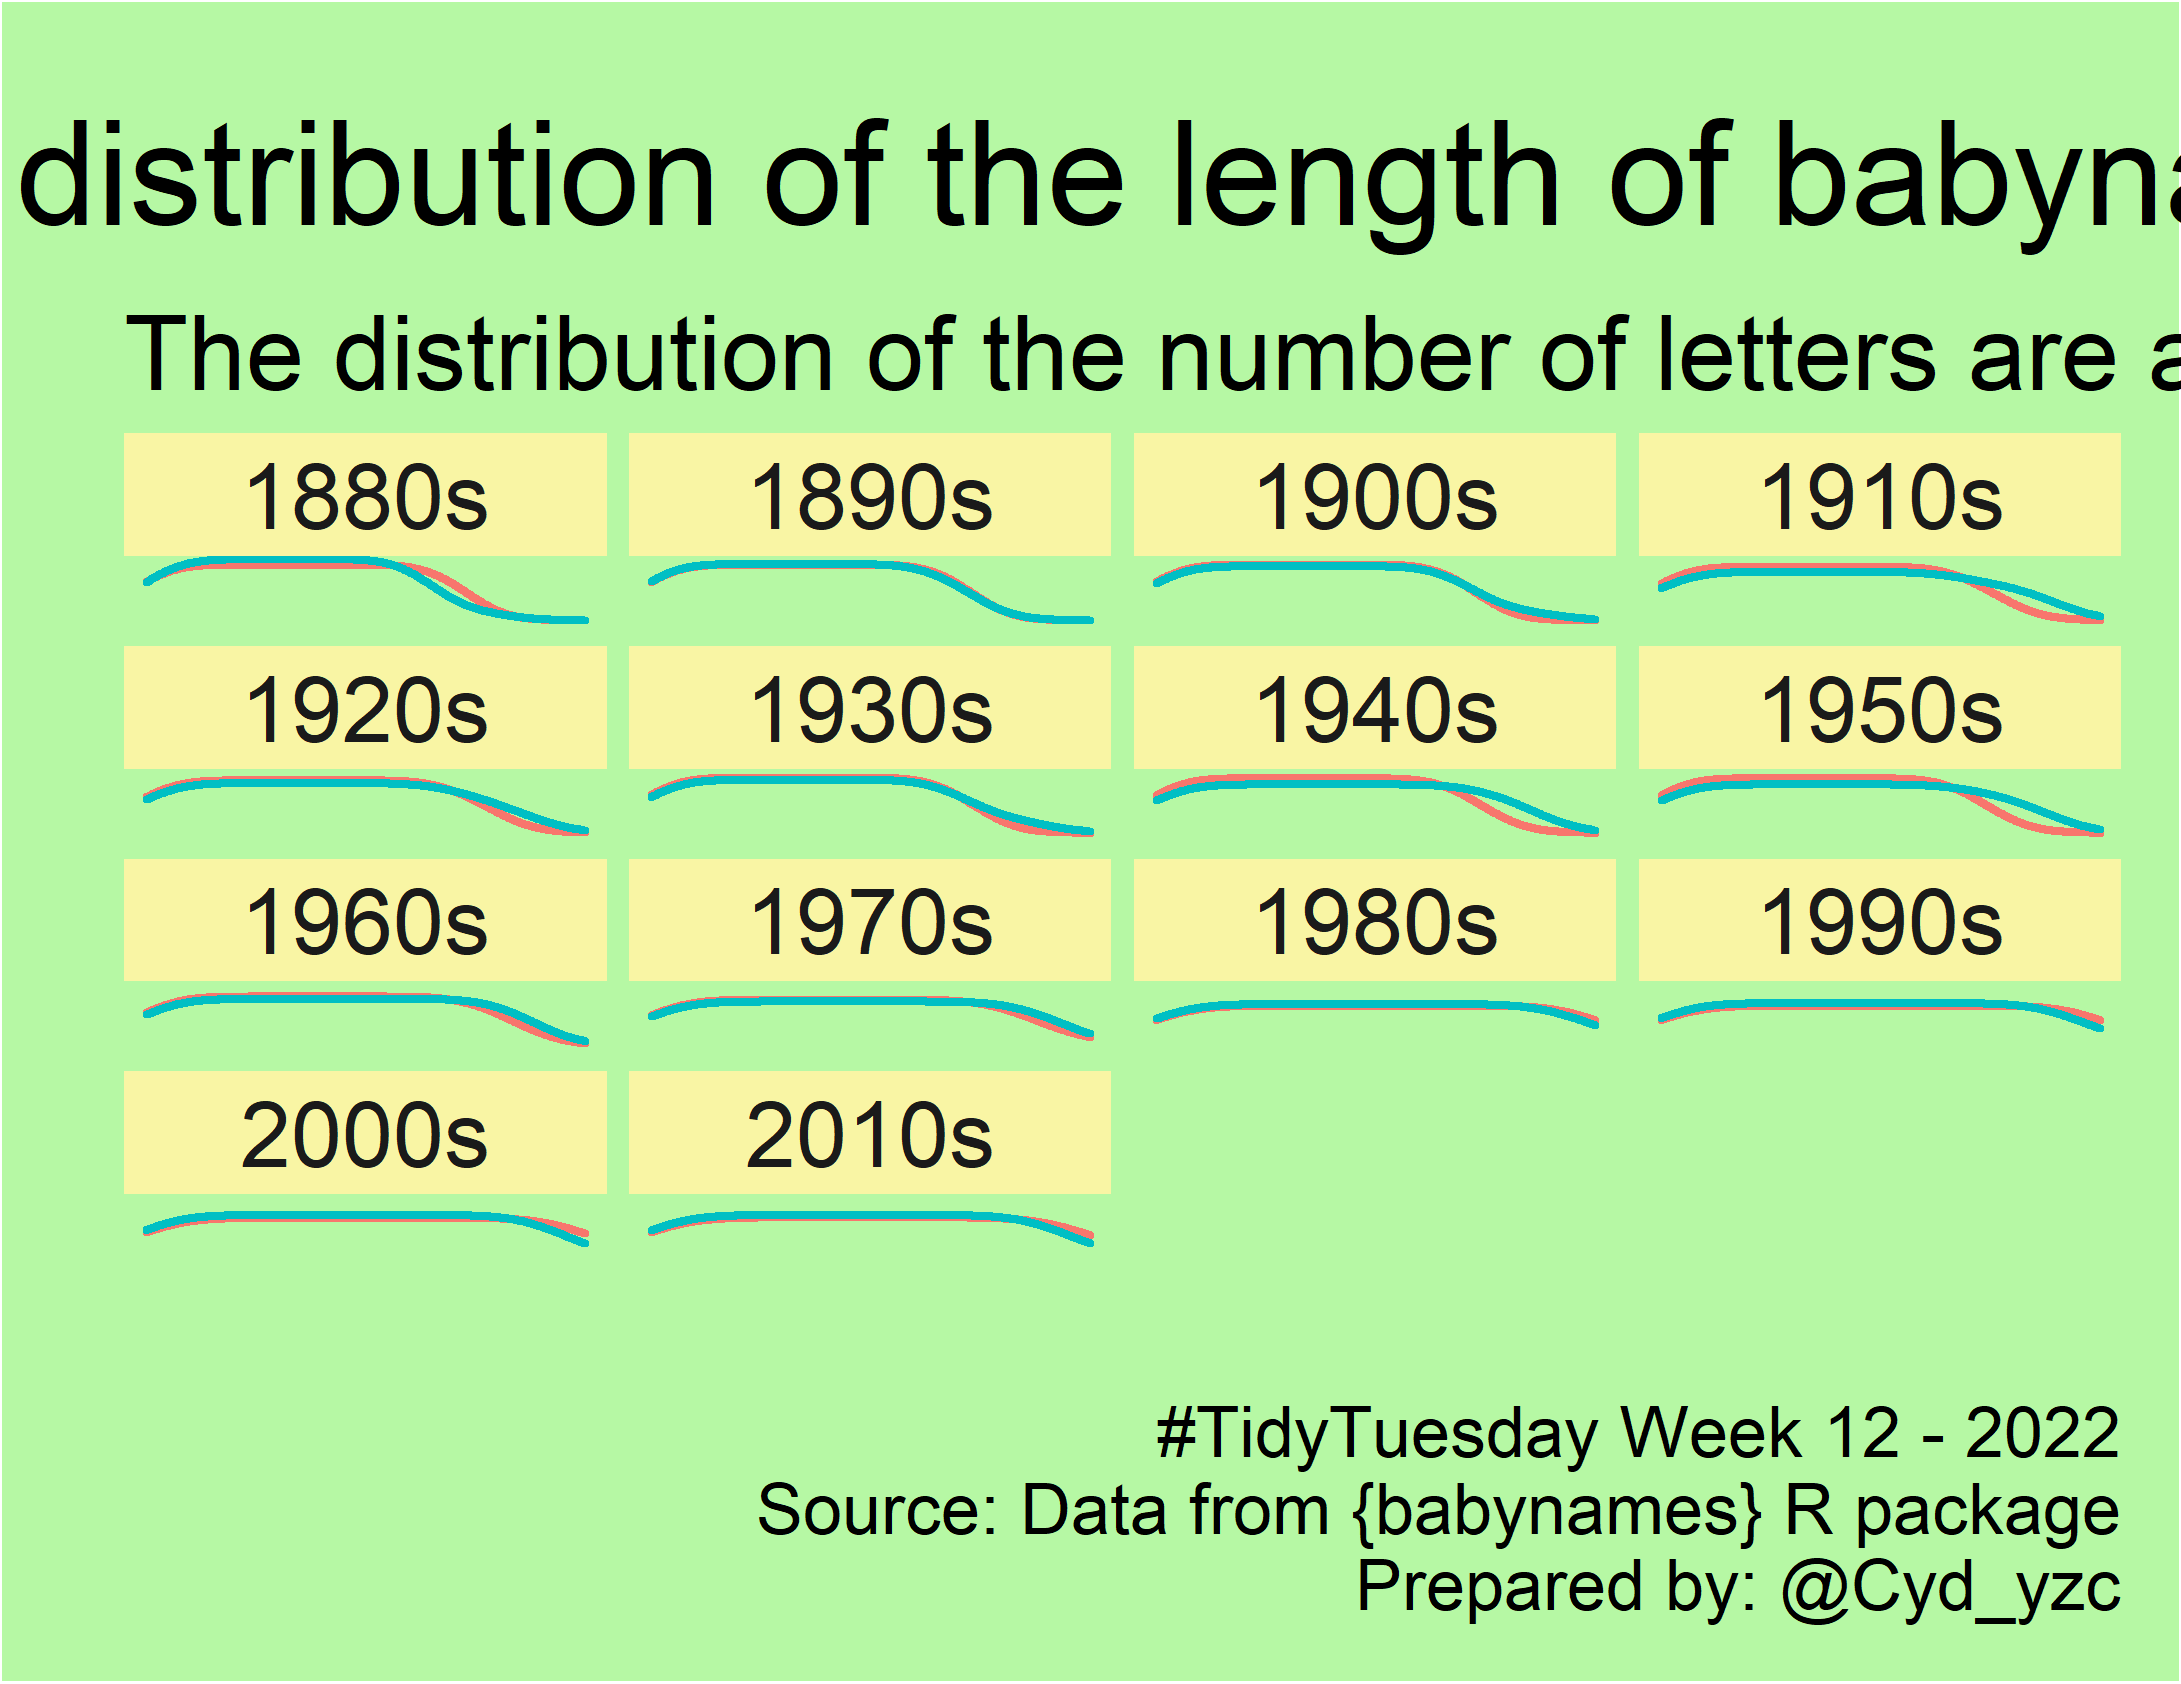 distribution of the length of babyna
The distribution of the number of letters are a
1880s 1890s 1900s 1910s
1920s 1930s 1940s 1950s
1960s 1970s 1980s 1990s
2000s 2010s
#TidyTuesday Week 12 - 2022
Source: Data from {babynames} R package
Prepared by: @Cyd_yzc